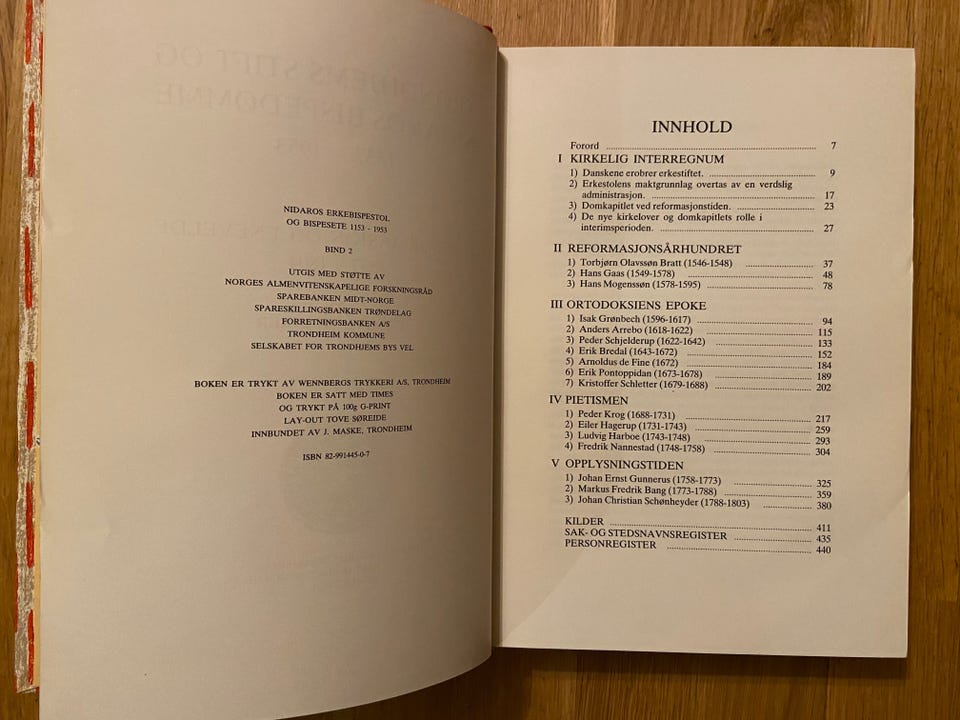 NIDAROS ERKEBISPESTOL
OG BISPESETE 1153 - 1953
BIND 2
UTGIS MED STØTTE AV
NORGES ALMENVITENSKAPELIGE FORSKNINGSRÅD
SPAREBANKEN MIDT-NORGE
SPARESKILLINGSBANKEN TRØNDELAG
FORRETNINGSBANKEN A/S
TRONDHEIM KOMMUNE
SELSKABET FOR TRONDHJEMS BYS VEL
BOKEN ER TRYKT AV WENNBERGS TRYKKERI A/S, TRONDHEIM
BOKEN ER SATT MED TIMES
OG TRYKT PÅ 100g G-PRINT
LAY-OUT TOVE SØREIDE
INNBUNDET AV J. MASKE, TRONDHEIM
ISBN 82-991445-0-7
INNHOLD
Forord 7
I KIRKELIG INTERREGNUM
1) Danskene erobrer erkestiftet. 9
2) Erkestolens maktgrunnlag overtas av en verdslig
administrasjon. 17
3) Domkapitlet ved reformasjonstiden. 23
4) De nye kirkelover og domkapitlets rolle i
interimsperioden. 27
II REFORMASJONSÅRHUNDRET
1) Torbjørn Olavssøn Bratt (1546-1548) 37
2) Hans Gaas (1549-1578) 48
3) Hans Mogenssøn (1578-1595) 78
III ORTODOKSIENS EPOKE
1) Isak Grønbech (1596-1617) 94
2) Anders Arrebo (1618-1622) 115
3) Peder Schjelderup (1622-1642) 133
4) Erik Bredal (1643-1672) 152
5) Arnoldus de Fine (1672) 184
6) Erik Pontoppidan (1673-1678) 189
7) Kristoffer Schletter (1679-1688) 202
IV PIETISMEN
1) Peder Krog (1688-1731) 217
2) Eiler Hagerup (1731-1743) 259
3) Ludvig Harboe (1743-1748) 293
4) Fredrik Nannestad (1748-1758) 304
V OPPLYSNINGSTIDEN
1) Johan Ernst Gunnerus (1758-1773) 325
2) Markus Fredrik Bang (1773-1788) 359
3) Johan Christian Schønheyder (1788-1803) 380
KILDER 411
SAK- OG STEDSNAVNSREGISTER 435
PERSONREGISTER 440